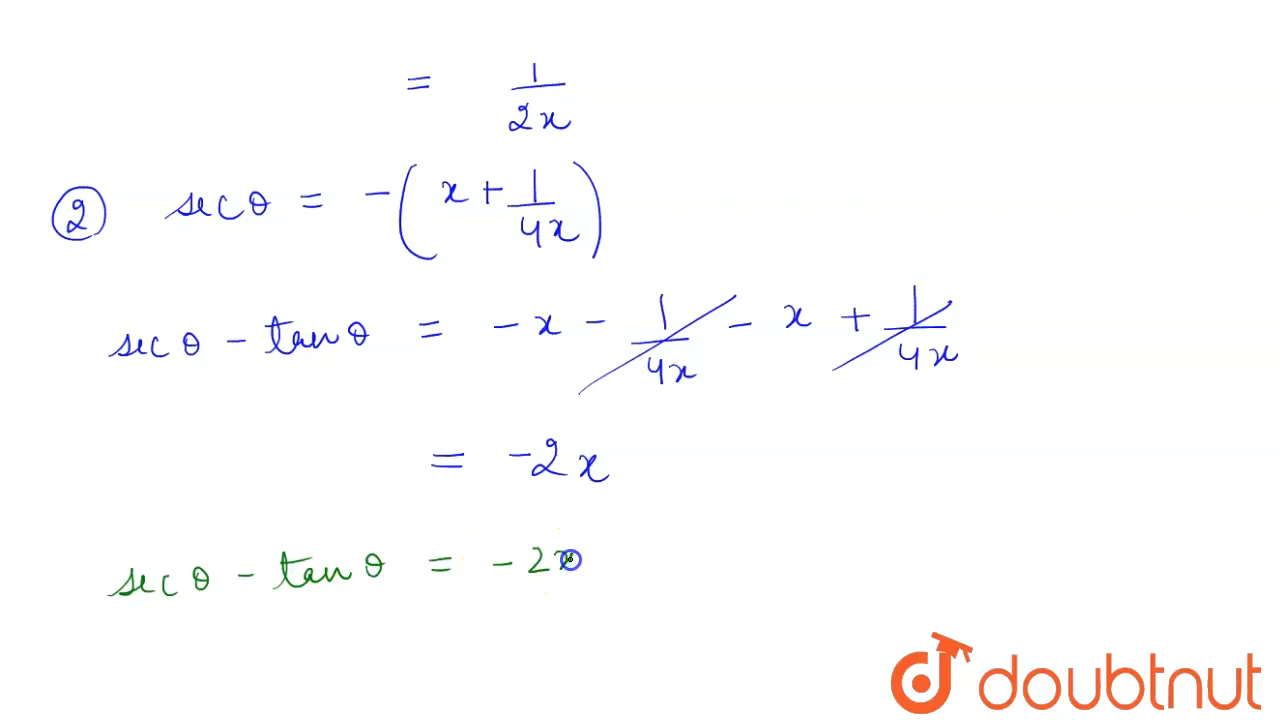 = 1/2x
② secθ = -(x + 1/4x)
secθ - tanθ = -x - 1/4x - x + 1/4x
= -2x
secθ - tanθ = -2x
doubtnut